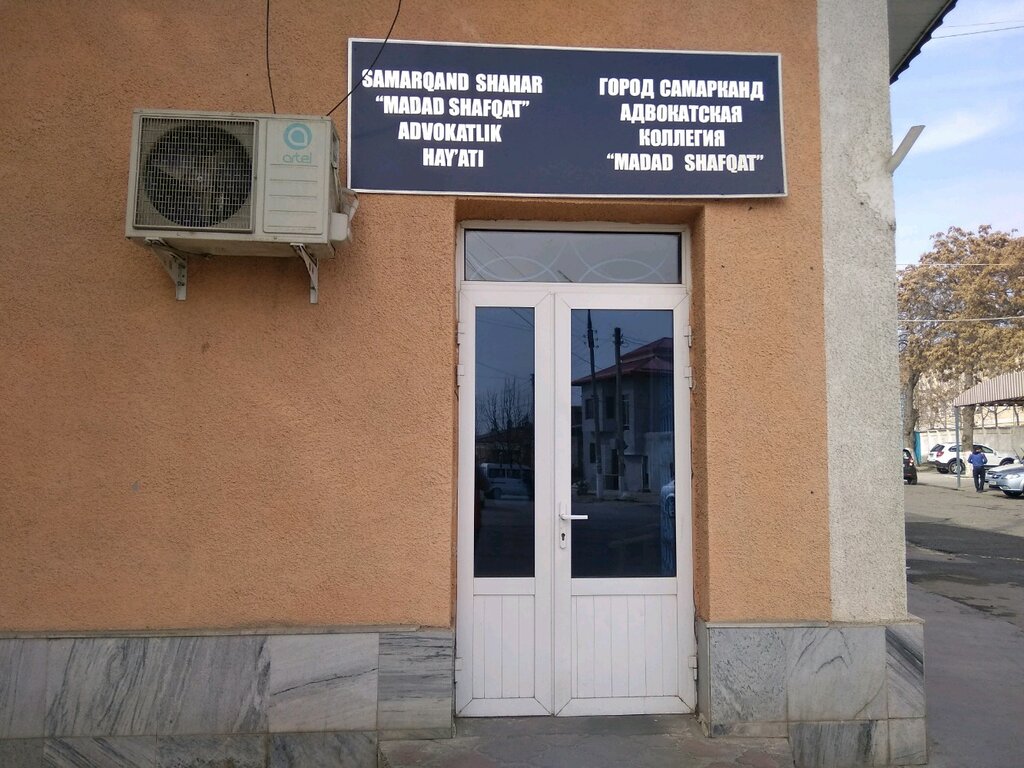 SAMARQAND SHAHAR
"MADAD SHAFQAT"
ADVOKATLIK
HAY'ATI
ГОРОД САМАРКАНД
АДВОКАТСКАЯ
КОЛЛЕГИЯ
"MADAD SHAFQAT"
artel